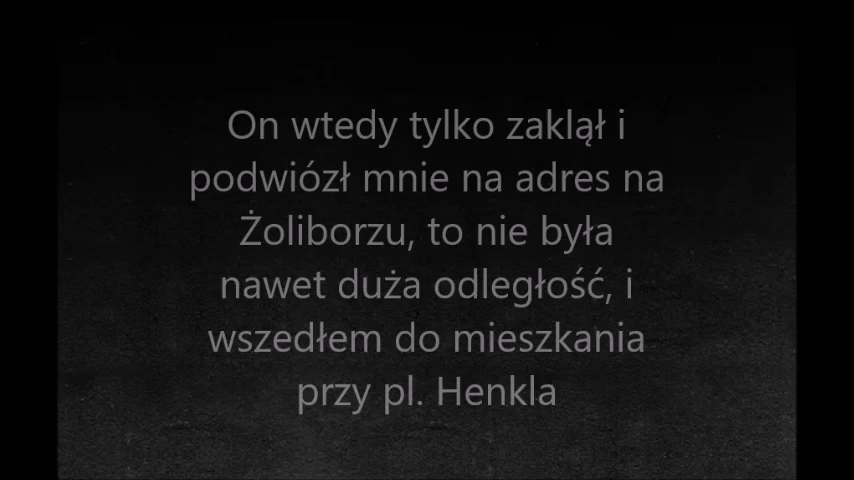 On wtedy tylko zaklął i
podwiózł mnie na adres na
Żoliborzu, to nie była
nawet duża odległość, i
wszedłem do mieszkania
przy pl. Henkla